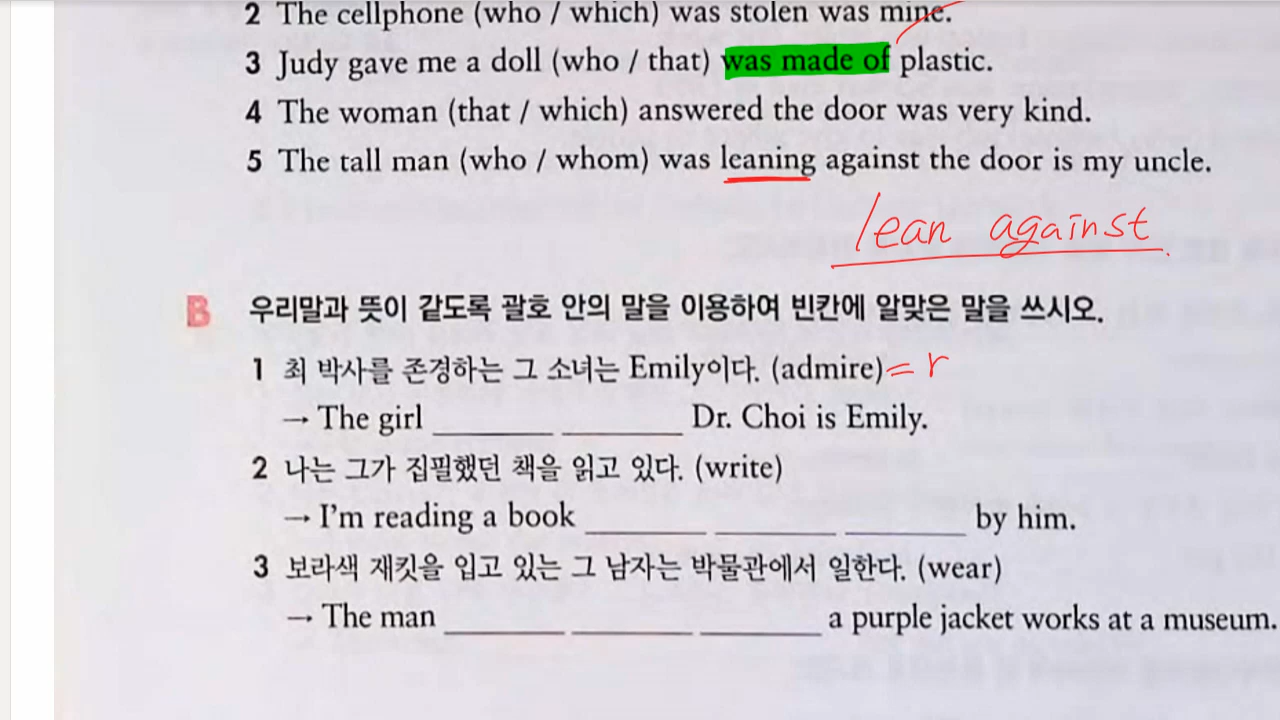 2 The cellphone (who / which) was stolen was mine.
3 Judy gave me a doll (who / that) was made of plastic.
4 The woman (that / which) answered the door was very kind.
5 The tall man (who / whom) was leaning against the door is my uncle.
lean against
B 우리말과 뜻이 같도록 괄호 안의 말을 이용하여 빈칸에 알맞은 말을 쓰시오.
1 최 박사를 존경하는 그 소녀는 Emily이다. (admire) = r
→ The girl ______ ______ Dr. Choi is Emily.
2 나는 그가 집필했던 책을 읽고 있다. (write)
→ I'm reading a book ______ ______ ______ by him.
3 보라색 재킷을 입고 있는 그 남자는 박물관에서 일한다. (wear)
→ The man ______ ______ ______ a purple jacket works at a museum.